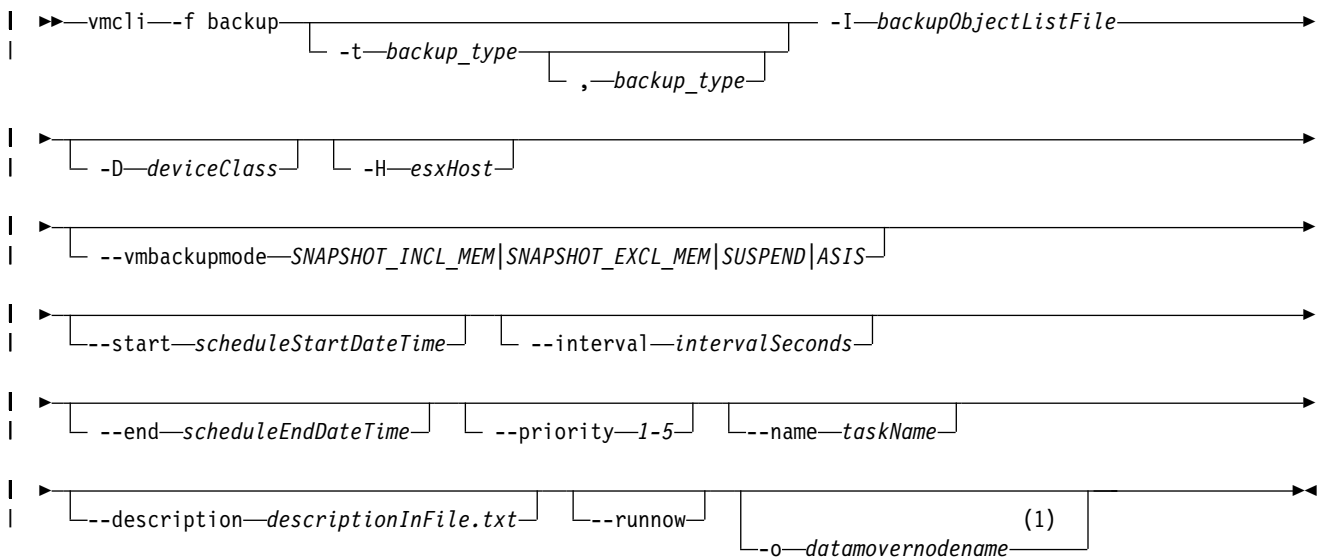 vmcli -f backup -I backupObjectListFile
-t backup_type
, backup_type
-D deviceClass -H esxHost
--vmbackupmode SNAPSHOT_INCL_MEM|SNAPSHOT_EXCL_MEM|SUSPEND|ASIS
--start scheduleStartDateTime --interval intervalSeconds
--end scheduleEndDateTime --priority 1-5 --name taskName
--description descriptionInFile.txt --runnow (1)
-o datamovernodename